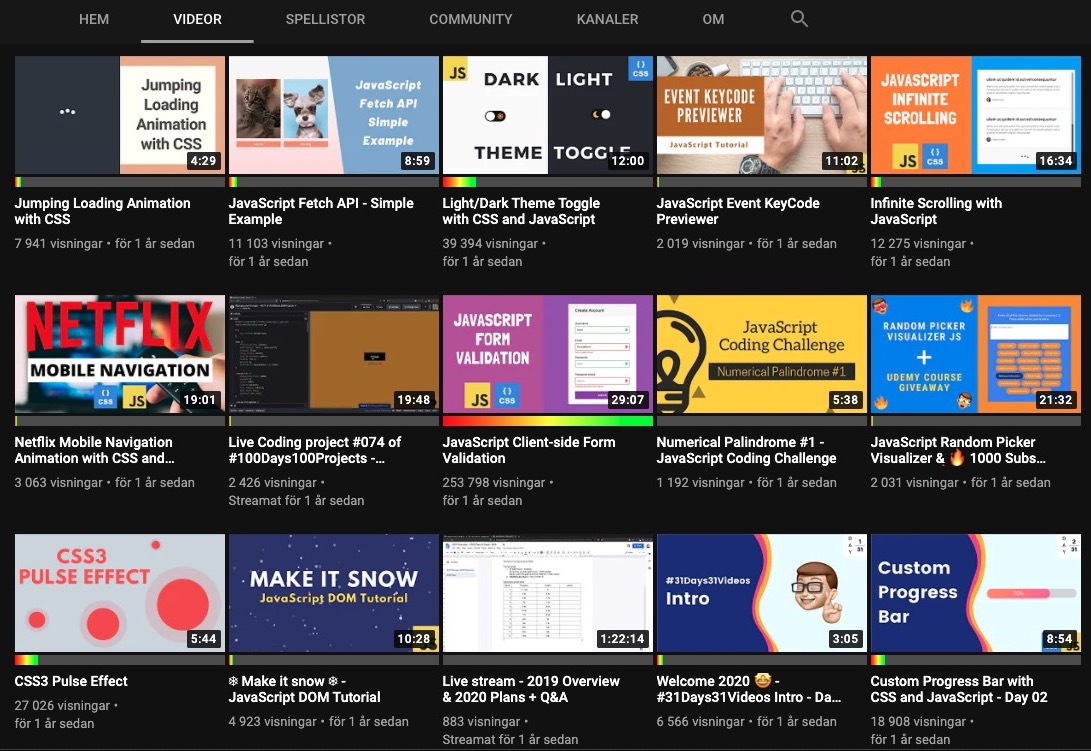 HEM VIDEOR SPELLISTOR COMMUNITY KANALER OM
Jumping
Loading
Animation
with CSS
4:29
Jumping Loading Animation
with CSS
7 941 visningar • för 1 år sedan
JavaScript
Fetch API
Simple
Example
8:59
JavaScript Fetch API - Simple
Example
11 103 visningar •
för 1 år sedan
JS
DARK LIGHT
{ }
CSS
THEME TOGGLE
12:00
Light/Dark Theme Toggle
with CSS and JavaScript
39 394 visningar •
för 1 år sedan
EVENT KEYCODE
PREVIEWER
JavaScript Tutorial
JS
11:02
JavaScript Event KeyCode
Previewer
2 019 visningar • för 1 år sedan
JAVASCRIPT
INFINITE
SCROLLING
JS
{ }
CSS
16:34
Infinite Scrolling with
JavaScript
12 275 visningar •
för 1 år sedan
NETFLIX
MOBILE NAVIGATION
{ }
CSS
JS
19:01
Netflix Mobile Navigation
Animation with CSS and...
3 063 visningar • för 1 år sedan
19:48
Live Coding project #074 of
#100Days100Projects -...
2 426 visningar •
Streamat för 1 år sedan
JAVASCRIPT
FORM
VALIDATION
JS
{ }
CSS
Create Account
29:07
JavaScript Client-side Form
Validation
253 798 visningar •
för 1 år sedan
JavaScript
Coding Challenge
Numerical Palindrome #1
5:38
Numerical Palindrome #1 -
JavaScript Coding Challenge
1 192 visningar • för 1 år sedan
RANDOM PICKER
VISUALIZER JS
+
UDEMY COURSE
GIVEAWAY
21:32
JavaScript Random Picker
Visualizer & 🔥 1000 Subs...
2 031 visningar • för 1 år sedan
CSS3
PULSE EFFECT
5:44
CSS3 Pulse Effect
27 026 visningar •
för 1 år sedan
MAKE IT SNOW
JavaScript DOM Tutorial
JS
10:28
❄ Make it snow ❄ -
JavaScript DOM Tutorial
4 923 visningar • för 1 år sedan
1:22:14
Live stream - 2019 Overview
& 2020 Plans + Q&A
883 visningar •
Streamat för 1 år sedan
DAY
1
31
#31Days31Videos
Intro
3:05
Welcome 2020 🤩 -
#31Days31Videos Intro - Da...
6 566 visningar • för 1 år sedan
DAY
2
31
Custom
Progress
Bar
70%
8:54
Custom Progress Bar with
CSS and JavaScript - Day 02
18 908 visningar •
för 1 år sedan